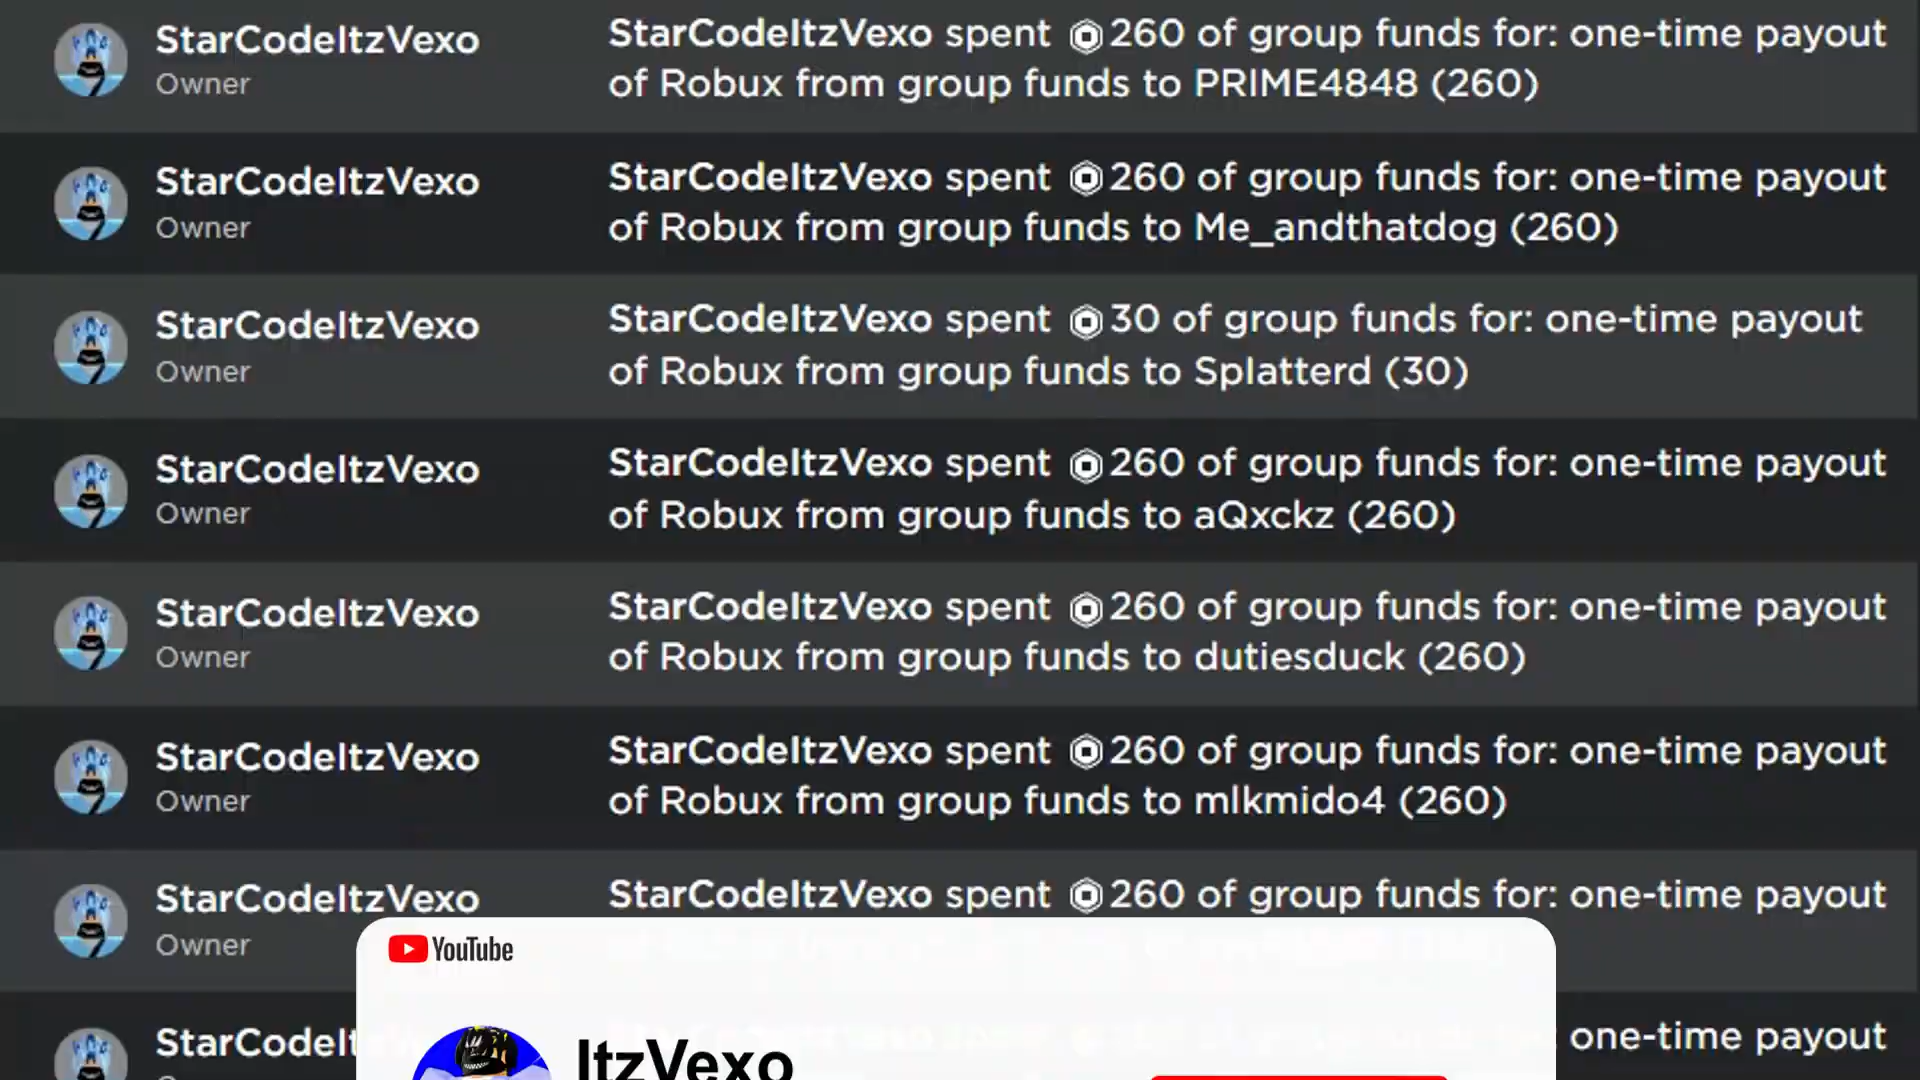 StarCodeItzVexo
Owner
StarCodeItzVexo spent 260 of group funds for: one-time payout
of Robux from group funds to PRIME4848 (260)
StarCodeItzVexo
Owner
StarCodeItzVexo spent 260 of group funds for: one-time payout
of Robux from group funds to Me_andthatdog (260)
StarCodeItzVexo
Owner
StarCodeItzVexo spent 30 of group funds for: one-time payout
of Robux from group funds to Splatterd (30)
StarCodeItzVexo
Owner
StarCodeItzVexo spent 260 of group funds for: one-time payout
of Robux from group funds to aQxckz (260)
StarCodeItzVexo
Owner
StarCodeItzVexo spent 260 of group funds for: one-time payout
of Robux from group funds to dutiesduck (260)
StarCodeItzVexo
Owner
StarCodeItzVexo spent 260 of group funds for: one-time payout
of Robux from group funds to mlkmido4 (260)
StarCodeItzVexo
Owner
StarCodeItzVexo spent 260 of group funds for: one-time payout
YouTube
StarCodeIt
one-time payout
ItzVexo